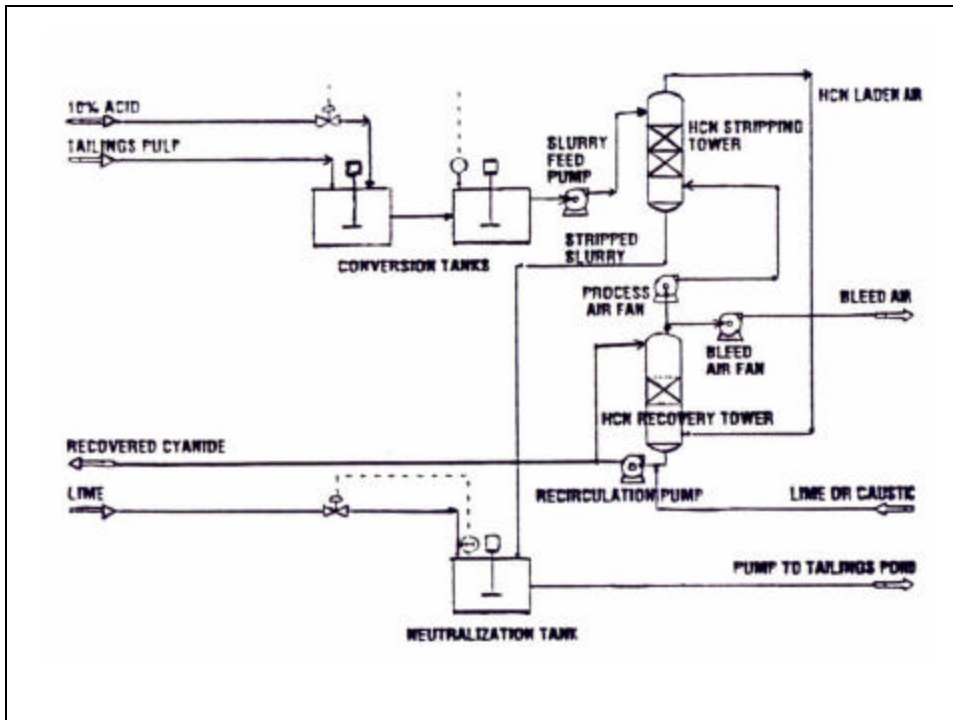 10% ACID
TAILINGS PULP
CONVERSION TANKS
SLURRY
FEED
PUMP
HCN STRIPPING
TOWER
HCN LADEN AIR
STRIPPED
SLURRY
PROCESS
AIR FAN
BLEED AIR
BLEED
AIR FAN
HCN RECOVERY TOWER
RECOVERED CYANIDE
LIME
RECIRCULATION PUMP
LIME OR CAUSTIC
PUMP TO TAILINGS POND
NEUTRALIZATION TANK